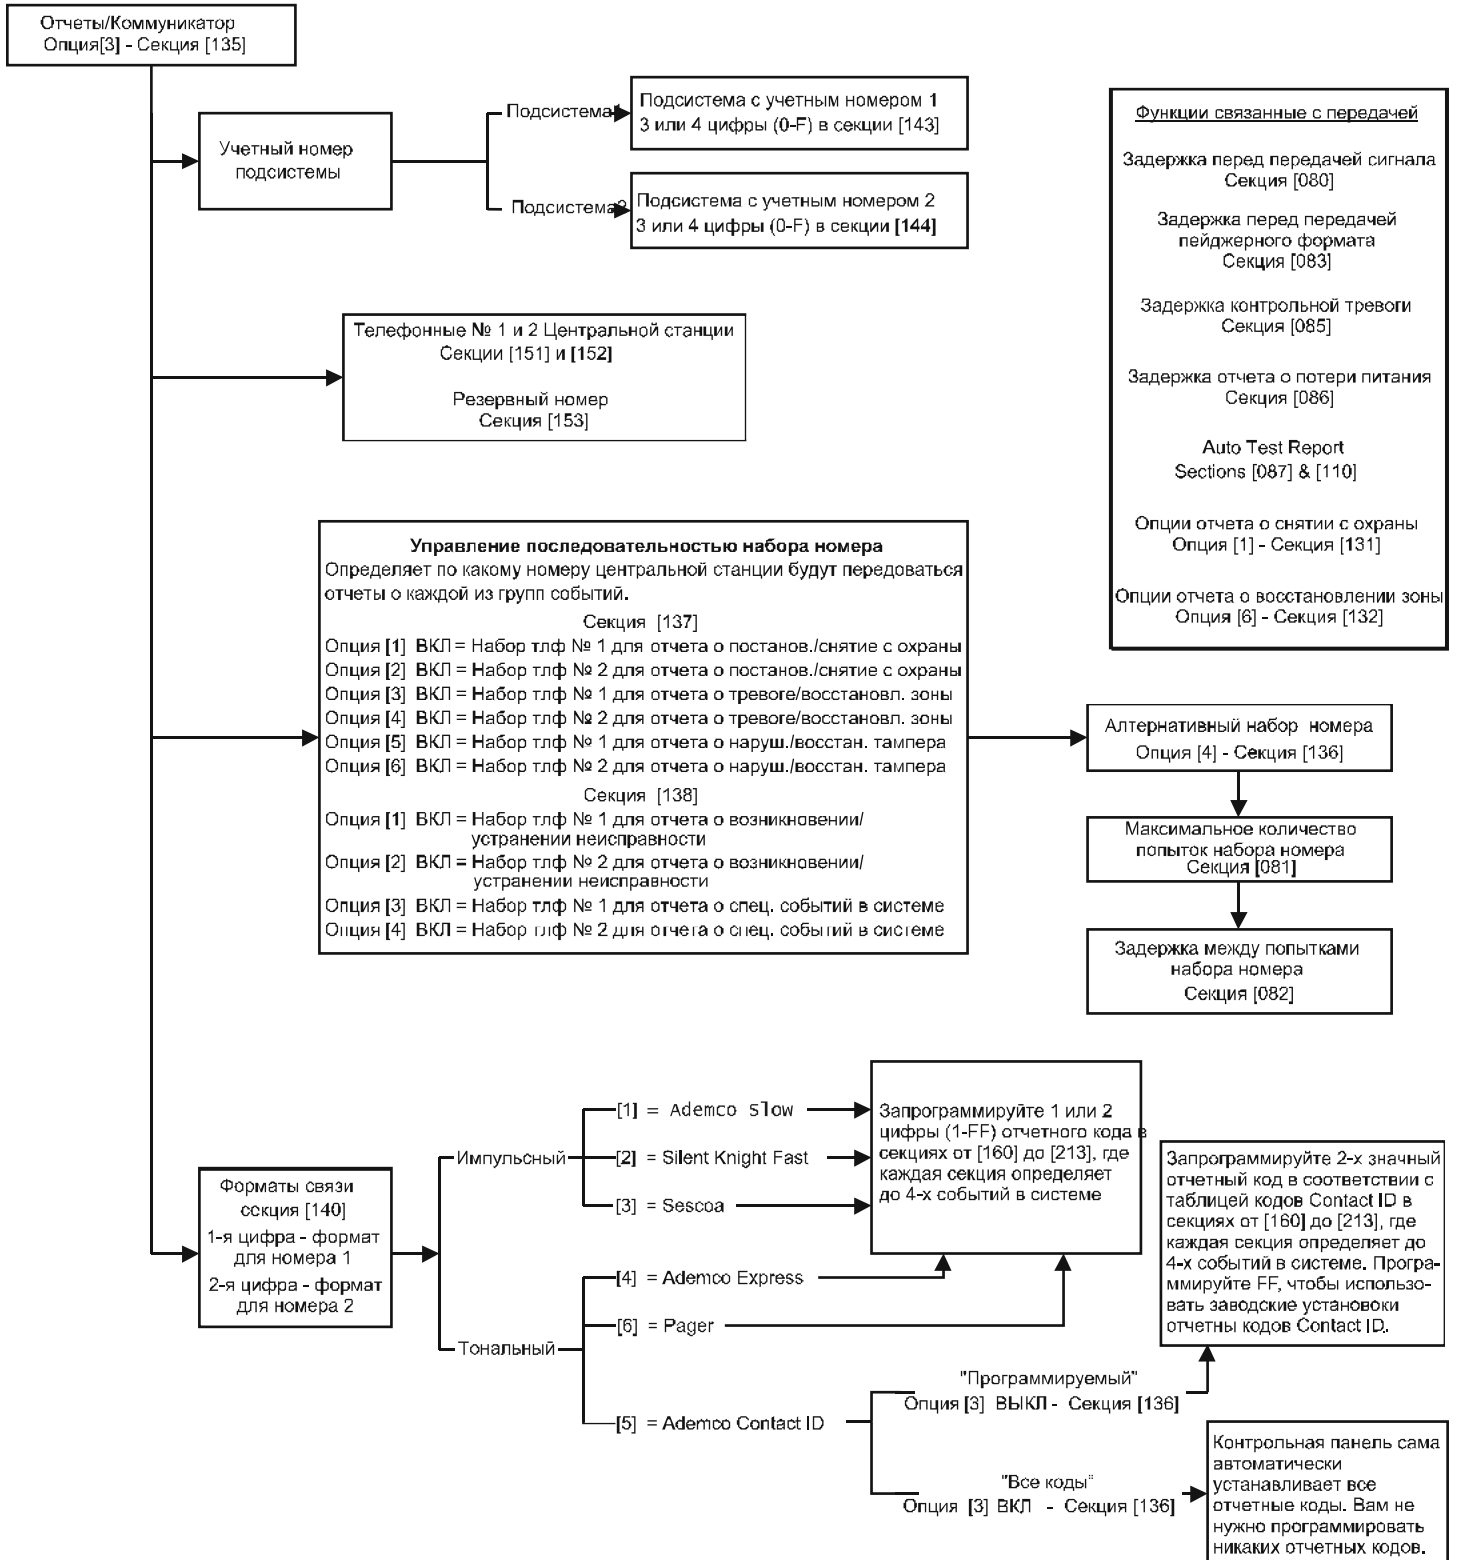 Отчеты/Коммуникатор
Опция[3] - Секция [135]
Учетный номер
подсистемы
Подсистема1
Подсистема с учетным номером 1
3 или 4 цифры (0-F) в секции [143]
Подсистема2
Подсистема с учетным номером 2
3 или 4 цифры (0-F) в секции [144]
Функции связанные с передачей
Задержка перед передачей сигнала
Секция [080]
Задержка перед передачей
пейджерного формата
Секция [083]
Задержка контрольной тревоги
Секция [085]
Задержка отчета о потери питания
Секция [086]
Auto Test Report
Sections [087] & [110]
Опции отчета о снятии с охраны
Опция [1] - Секция [131]
Опции отчета о восстановлении зоны
Опция [6] - Секция [132]
Телефонные № 1 и 2 Центральной станции
Секции [151] и [152]
Резервный номер
Секция [153]
Управление последовательностью набора номера
Определяет по какому номеру центральной станции будут передоваться
отчеты о каждой из групп событий.
Секция [137]
Опция [1] ВКЛ = Набор тлф № 1 для отчета о постанов./снятие с охраны
Опция [2] ВКЛ = Набор тлф № 2 для отчета о постанов./снятие с охраны
Опция [3] ВКЛ = Набор тлф № 1 для отчета о тревоге/восстановл. зоны
Опция [4] ВКЛ = Набор тлф № 2 для отчета о тревоге/восстановл. зоны
Опция [5] ВКЛ = Набор тлф № 1 для отчета о наруш./восстан. тампера
Опция [6] ВКЛ = Набор тлф № 2 для отчета о наруш./восстан. тампера
Секция [138]
Опция [1] ВКЛ = Набор тлф № 1 для отчета о возникновении/
устранении неисправности
Опция [2] ВКЛ = Набор тлф № 2 для отчета о возникновении/
устранении неисправности
Опция [3] ВКЛ = Набор тлф № 1 для отчета о спец. событий в системе
Опция [4] ВКЛ = Набор тлф № 2 для отчета о спец. событий в системе
Алтернативный набор номера
Опция [4] - Секция [136]
Максимальное количество
попыток набора номера
Секция [081]
Задержка между попытками
набора номера
Секция [082]
Форматы связи
секция [140]
1-я цифра - формат
для номера 1
2-я цифра - формат
для номера 2
Импульсный
[1] = Ademco Slow
[2] = Silent Knight Fast
[3] = Sescoa
Запрограммируйте 1 или 2
цифры (1-FF) отчетного кода в
секциях от [160] до [213], где
каждая секция определяет
до 4-х событий в системе
Тональный
[4] = Ademco Express
[6] = Pager
[5] = Ademco Contact ID
"Программируемый"
Опция [3] ВЫКЛ - Секция [136]
Запрограммируйте 2-х значный
отчетный код в соответствии с
таблицей кодов Contact ID в
секциях от [160] до [213], где
каждая секция определяет до
4-х событий в системе. Програ-
ммируйте FF, чтобы использо-
вать заводские установоки
отчетны кодов Contact ID.
"Все коды"
Опция [3] ВКЛ - Секция [136]
Контрольная панель сама
автоматически
устанавливает все
отчетные коды. Вам не
нужно программировать
никаких отчетных кодов.